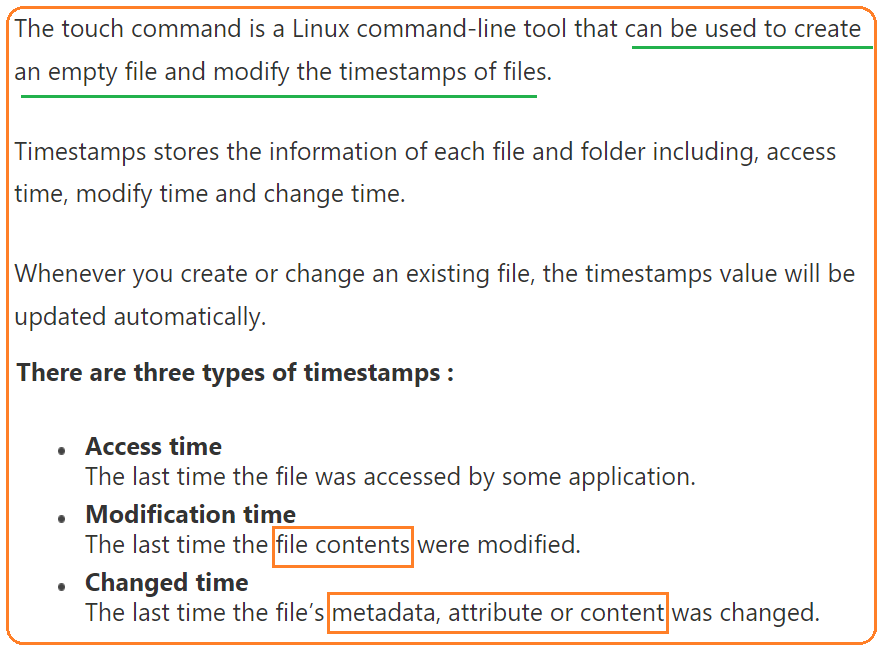 The touch command is a Linux command-line tool that can be used to create
an empty file and modify the timestamps of files.
Timestamps stores the information of each file and folder including, access
time, modify time and change time.
Whenever you create or change an existing file, the timestamps value will be
updated automatically.
There are three types of timestamps :
• Access time
The last time the file was accessed by some application.
• Modification time
The last time the file contents were modified.
• Changed time
The last time the file’s metadata, attribute or content was changed.